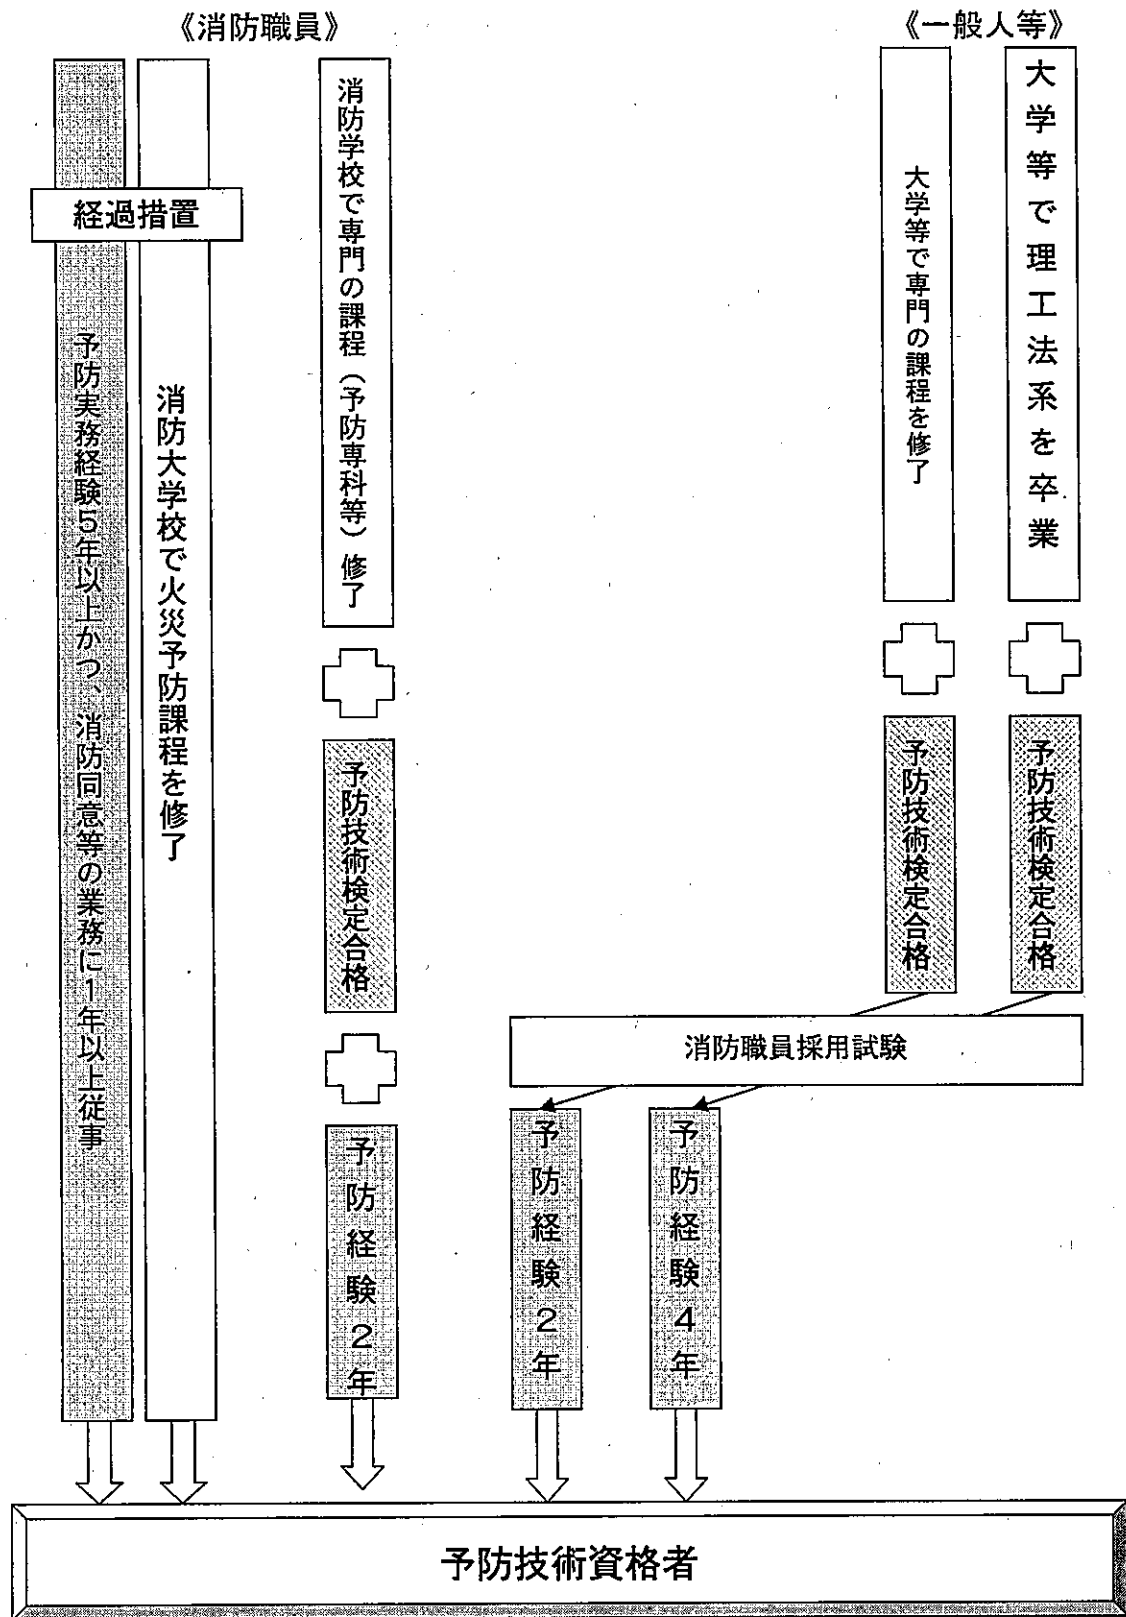 《消防職員》
《一般人等》
経過措置
予防実務経験5年以上かつ、消防同意等の業務に1年以上従事
消防大学校で火災予防課程を修了
消防学校で専門の課程(予防専科等)修了
予防技術検定合格
予防経験2年
大学等で専門の課程を修了
大学等で理工法系を卒業
予防技術検定合格
予防技術検定合格
消防職員採用試験
予防経験2年
予防経験4年
予防技術資格者